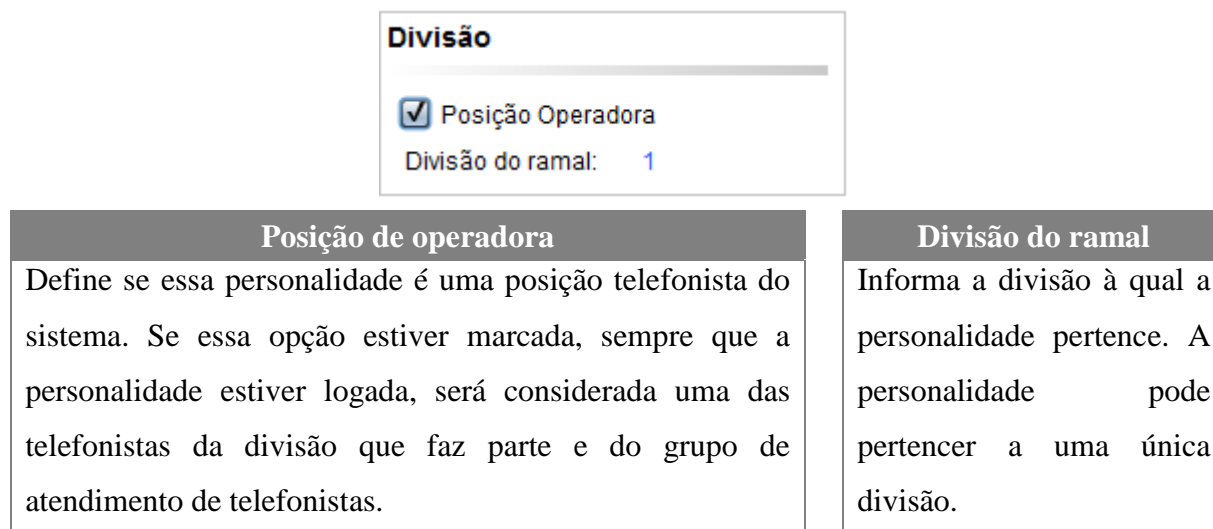 Divisão
Posição Operadora
Divisão do ramal: 1
Posição de operadora
Define se essa personalidade é uma posição telefonista do
sistema. Se essa opção estiver marcada, sempre que a
personalidade estiver logada, será considerada uma das
telefonistas da divisão que faz parte e do grupo de
atendimento de telefonistas.
Divisão do ramal
Informa a divisão à qual a
personalidade pertence. A
personalidade pode
pertencer a uma única
divisão.